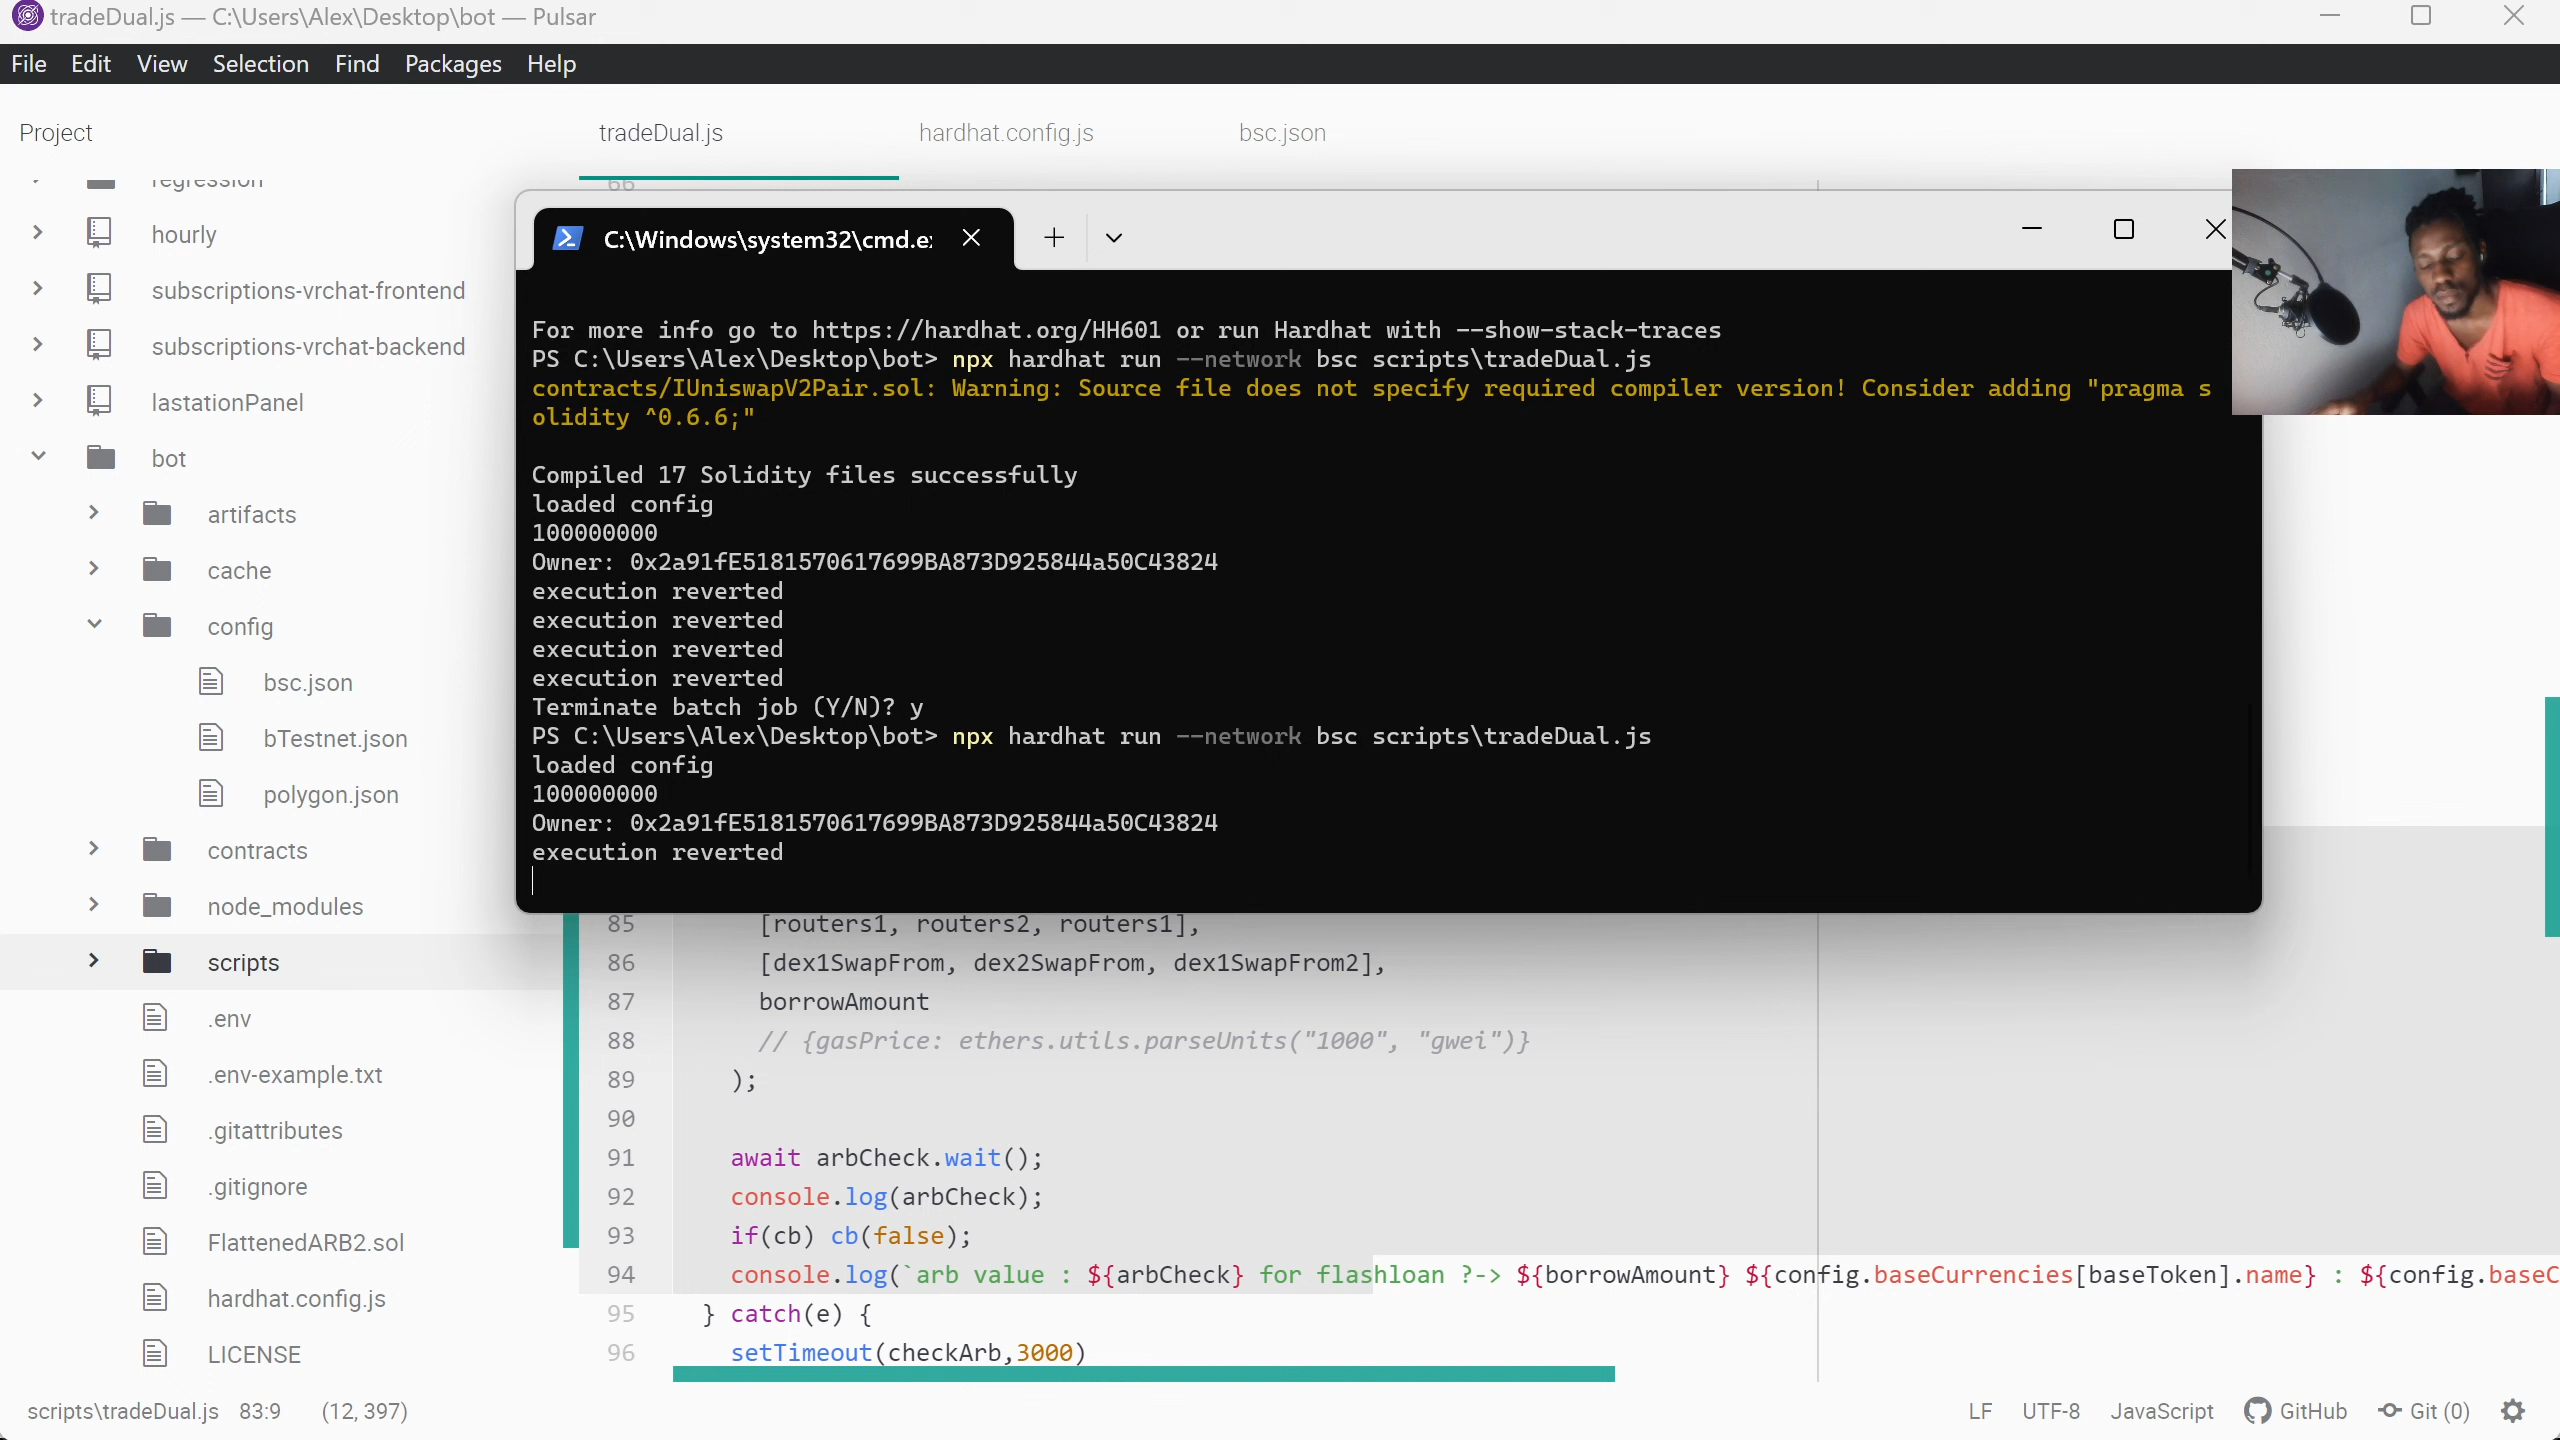 tradeDual.js — C:\Users\Alex\Desktop\bot — Pulsar
File Edit View Selection Find Packages Help
Project
tradeDual.js
hardhat.config.js
bsc.json
regression
66
hourly
subscriptions-vrchat-frontend
subscriptions-vrchat-backend
lastationPanel
bot
artifacts
cache
config
bsc.json
bTestnet.json
polygon.json
contracts
node_modules
scripts
.env
.env-example.txt
.gitattributes
.gitignore
FlattenedARB2.sol
hardhat.config.js
LICENSE
C:\Windows\system32\cmd.e
For more info go to https://hardhat.org/HH601 or run Hardhat with --show-stack-traces
PS C:\Users\Alex\Desktop\bot> npx hardhat run --network bsc scripts\tradeDual.js
contracts/IUniswapV2Pair.sol: Warning: Source file does not specify required compiler version! Consider adding "pragma s
olidity ^0.6.6;"
Compiled 17 Solidity files successfully
loaded config
100000000
Owner: 0x2a91fE5181570617699BA873D925844a50C43824
execution reverted
execution reverted
execution reverted
execution reverted
Terminate batch job (Y/N)? y
PS C:\Users\Alex\Desktop\bot> npx hardhat run --network bsc scripts\tradeDual.js
loaded config
100000000
Owner: 0x2a91fE5181570617699BA873D925844a50C43824
execution reverted
85 [routers1, routers2, routers1],
86 [dex1SwapFrom, dex2SwapFrom, dex1SwapFrom2],
87 borrowAmount
88 // {gasPrice: ethers.utils.parseUnits("1000", "gwei")}
89 );
90
91 await arbCheck.wait();
92 console.log(arbCheck);
93 if(cb) cb(false);
94 console.log(`arb value : ${arbCheck} for flashloan ?-> ${borrowAmount} ${config.baseCurrencies[baseToken].name} : ${config.baseC
95 } catch(e) {
96 setTimeout(checkArb,3000)
scripts\tradeDual.js 83:9 (12, 397)
LF UTF-8 JavaScript GitHub Git (0)